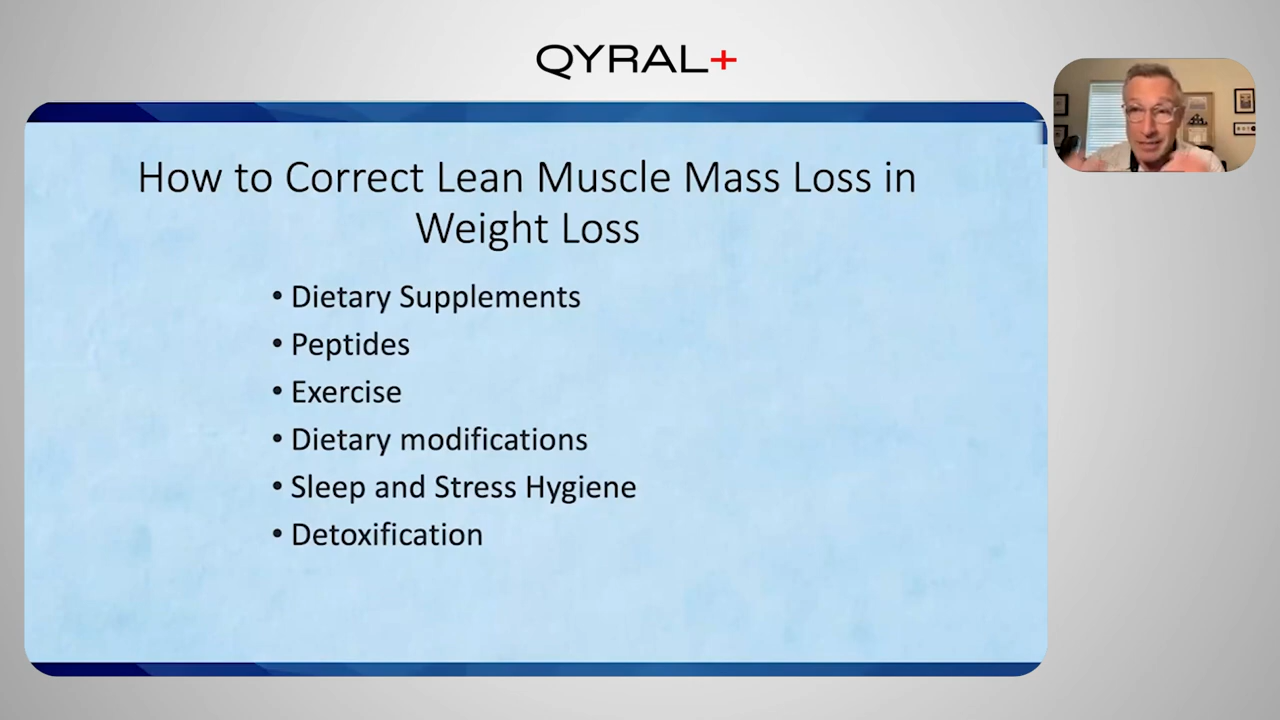 QYRAL+
How to Correct Lean Muscle Mass Loss in
Weight Loss
• Dietary Supplements
• Peptides
• Exercise
• Dietary modifications
• Sleep and Stress Hygiene
• Detoxification